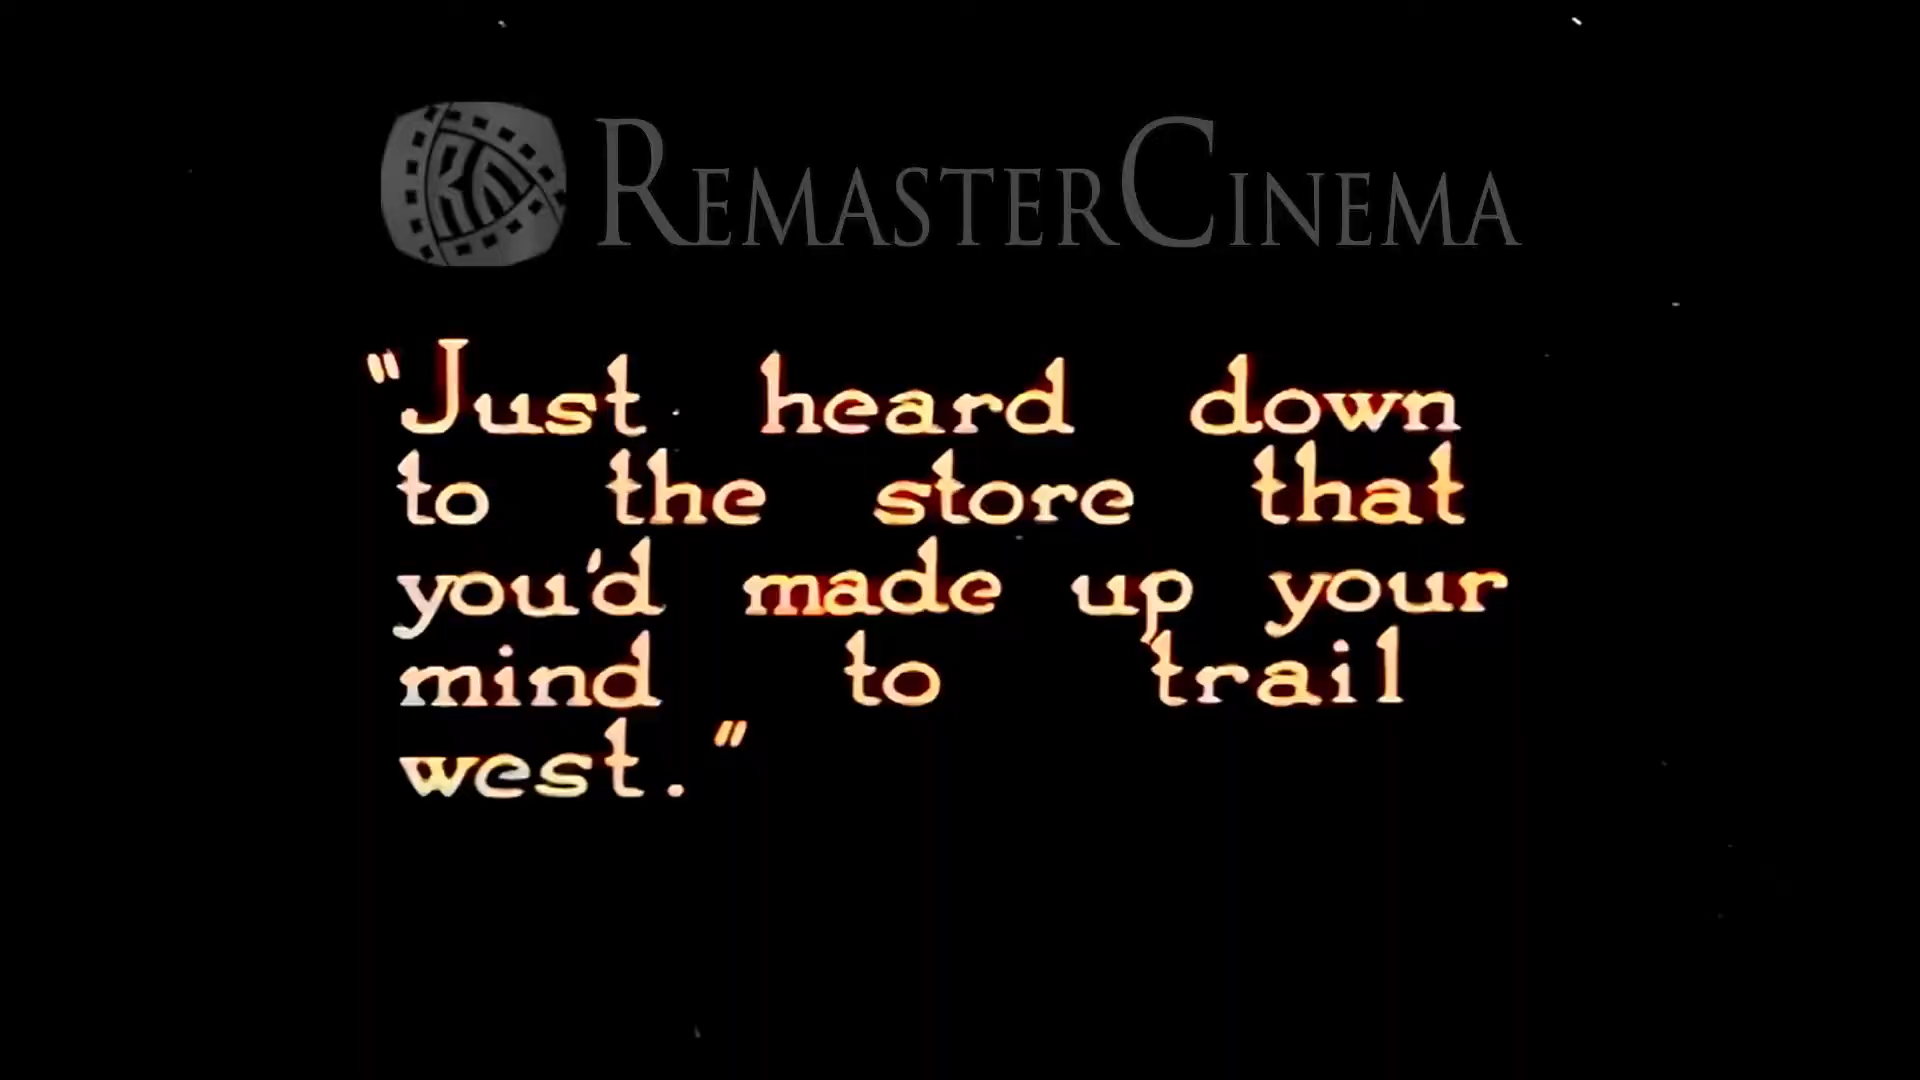 REMASTERCINEMA
"Just heard down
to the store that
you'd made up your
mind to trail
west."